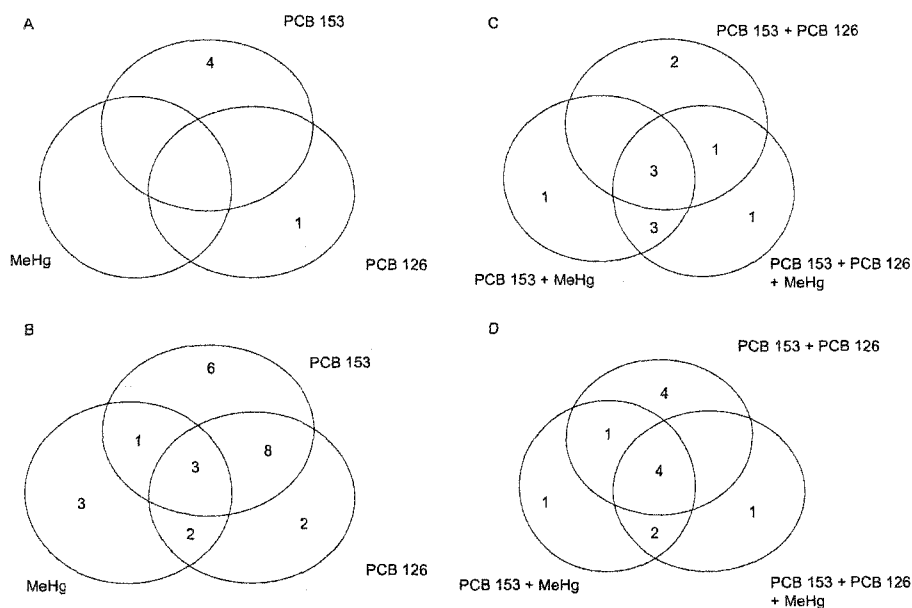 A
PCB 153
4
1
MeHg
PCB 126
C
PCB 153 + PCB 126
2
1
3
1
3
1
PCB 153 + MeHg
PCB 153 + PCB 126
+ MeHg
B
PCB 153
6
1
8
3
3
2
2
MeHg
PCB 126
D
PCB 153 + PCB 126
4
1
4
1
1
2
PCB 153 + MeHg
PCB 153 + PCB 126
+ MeHg